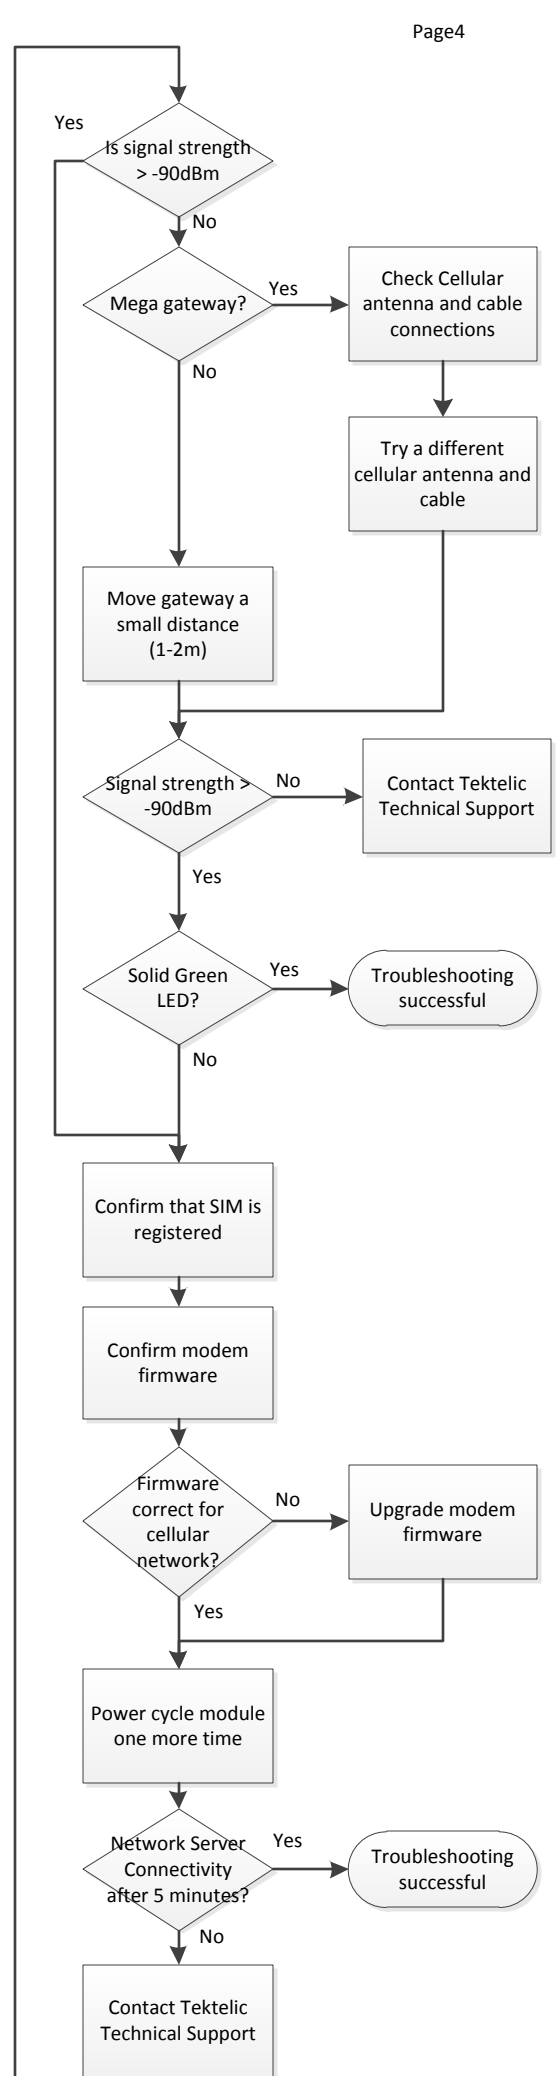 Page4
Yes
Is signal strength
> -90dBm
No
Mega gateway?
Yes
Check Cellular
antenna and cable
connections
No
Try a different
cellular antenna and
cable
Move gateway a
small distance
(1-2m)
Signal strength >
-90dBm
No
Contact Tektelic
Technical Support
Yes
Solid Green
LED?
Yes
Troubleshooting
successful
No
Confirm that SIM is
registered
Confirm modem
firmware
Firmware
correct for
cellular
network?
No
Upgrade modem
firmware
Yes
Power cycle module
one more time
Network Server
Connectivity
after 5 minutes?
Yes
Troubleshooting
successful
No
Contact Tektelic
Technical Support